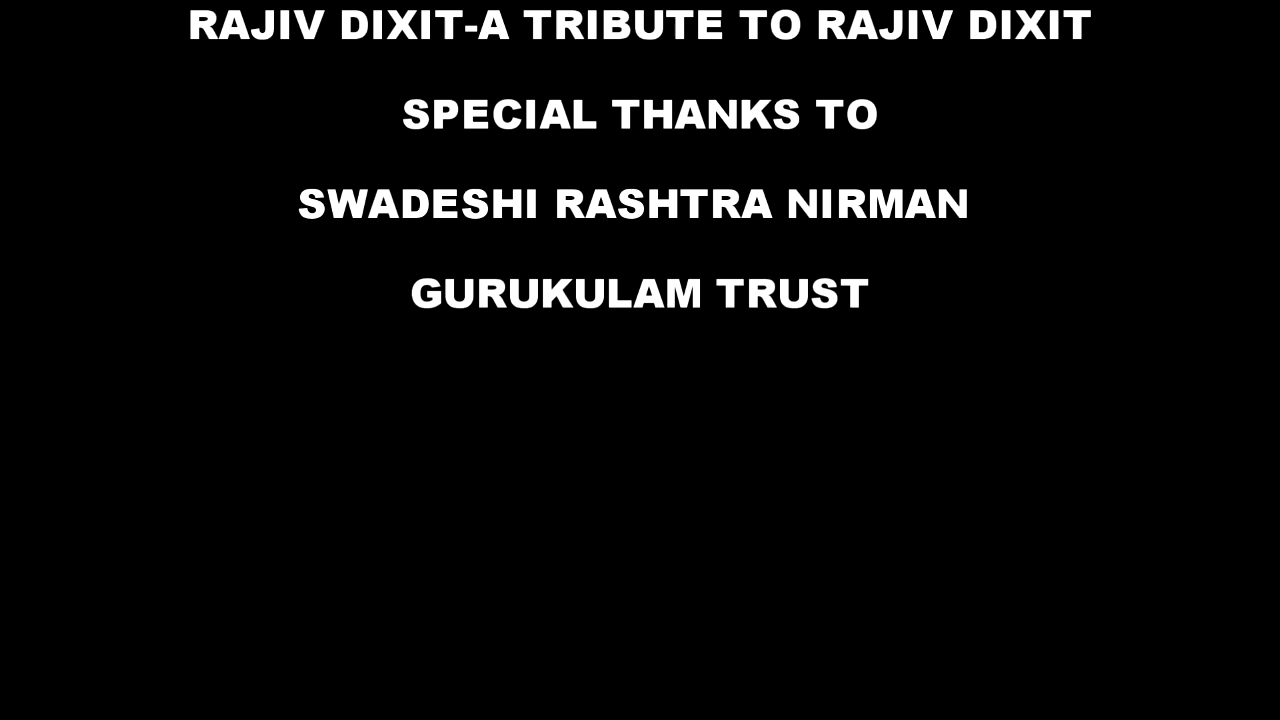 RAJIV DIXIT-A TRIBUTE TO RAJIV DIXIT
SPECIAL THANKS TO
SWADESHI RASHTRA NIRMAN
GURUKULAM TRUST